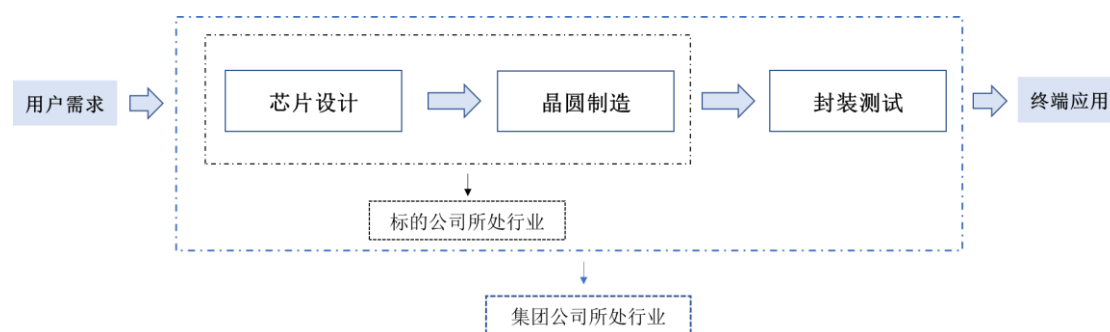 用户需求
芯片设计
晶圆制造
封装测试
终端应用
标的公司所处行业
集团公司所处行业